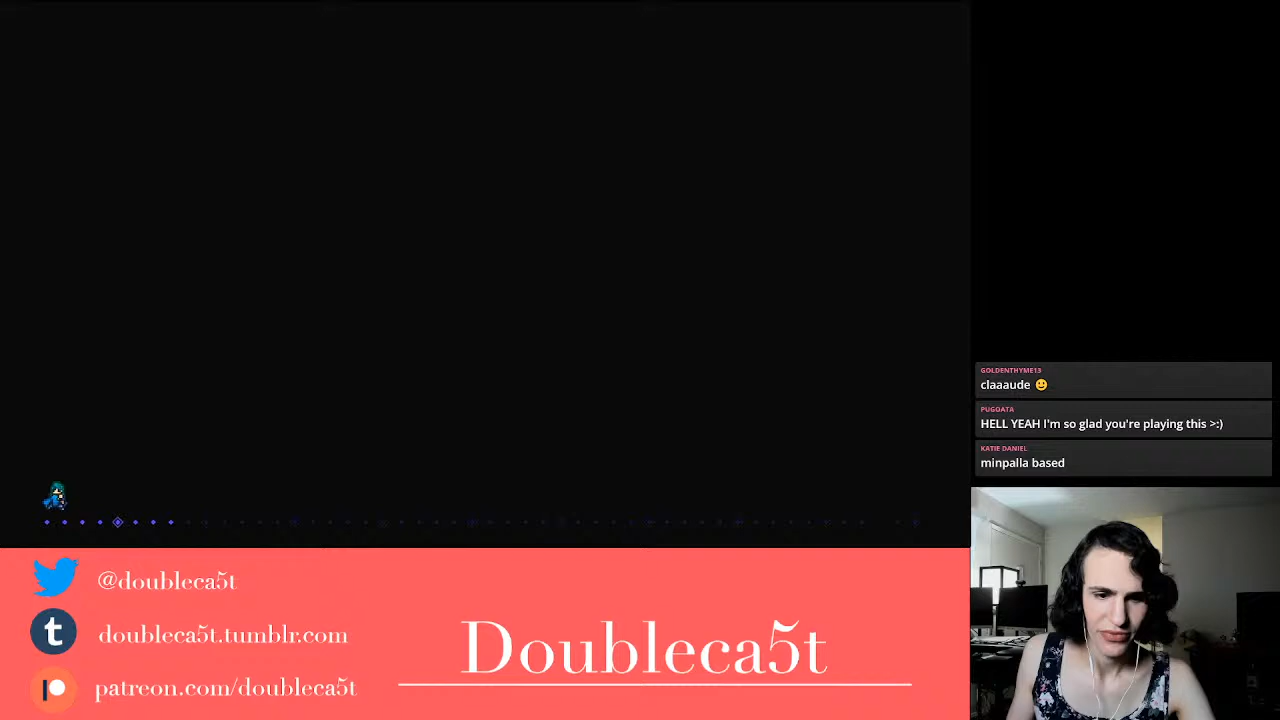 GOLDENTHYME13
claaaude 🙂
PUGQATA
HELL YEAH I'm so glad you're playing this >:)
KATIE DANIEL
minpalla based
@doubleca5t
t doubleca5t.tumblr.com
patreon.com/doubleca5t
Doubleca5t